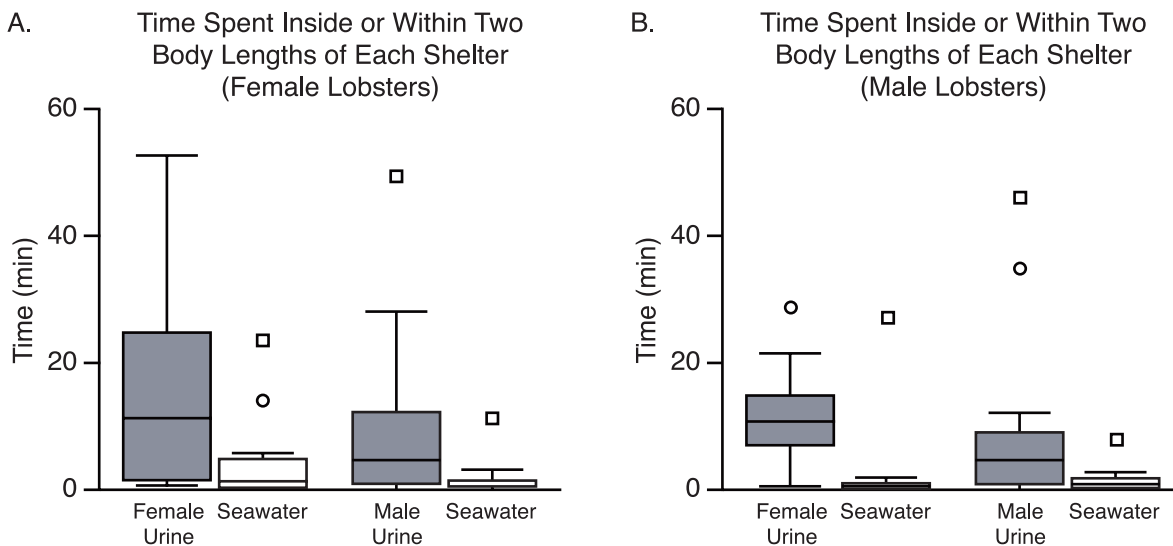 A.
Time Spent Inside or Within Two
Body Lengths of Each Shelter
(Female Lobsters)
60
40
20
0
Time (min)
Female
Urine
Seawater
Male
Urine
Seawater
B.
Time Spent Inside or Within Two
Body Lengths of Each Shelter
(Male Lobsters)
60
40
20
0
Time (min)
Female
Urine
Seawater
Male
Urine
Seawater